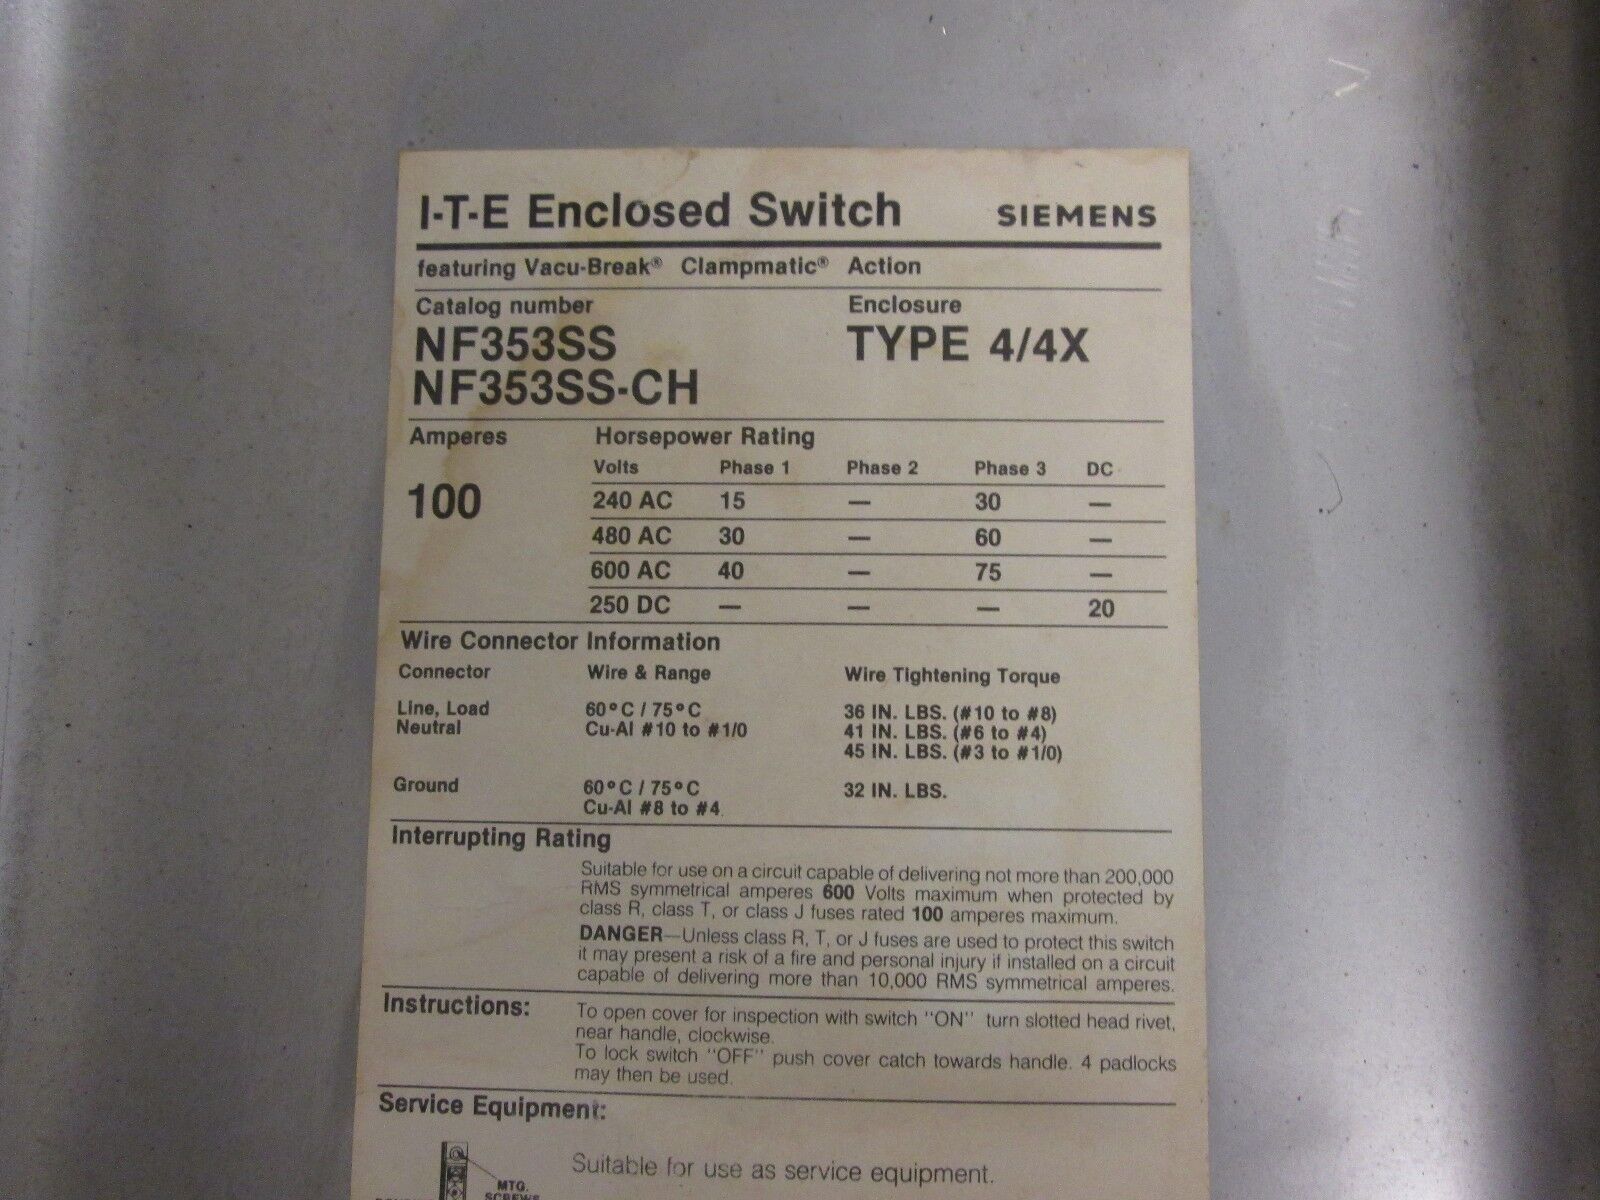 I-T-E Enclosed Switch SIEMENS
featuring Vacu-Break® Clampmatic® Action
Catalog number Enclosure
NF353SS TYPE 4/4X
NF353SS-CH
Amperes Horsepower Rating
Volts Phase 1 Phase 2 Phase 3 DC
100 240 AC 15 — 30 —
480 AC 30 — 60 —
600 AC 40 — 75 —
250 DC — — — 20
Wire Connector Information
Connector Wire & Range Wire Tightening Torque
Line, Load 60°C / 75°C 36 IN. LBS. (#10 to #8)
Neutral Cu-Al #10 to #1/0 41 IN. LBS. (#6 to #4)
45 IN. LBS. (#3 to #1/0)
Ground 60°C / 75°C 32 IN. LBS.
Cu-Al #8 to #4
Interrupting Rating
Suitable for use on a circuit capable of delivering not more than 200,000
RMS symmetrical amperes 600 Volts maximum when protected by
class R, class T, or class J fuses rated 100 amperes maximum.
DANGER—Unless class R, T, or J fuses are used to protect this switch
it may present a risk of a fire and personal injury if installed on a circuit
capable of delivering more than 10,000 RMS symmetrical amperes.
Instructions: To open cover for inspection with switch "ON" turn slotted head rivet,
near handle, clockwise.
To lock switch "OFF" push cover catch towards handle. 4 padlocks
may then be used.
Service Equipment:
Suitable for use as service equipment.
MTG.
SCREWS